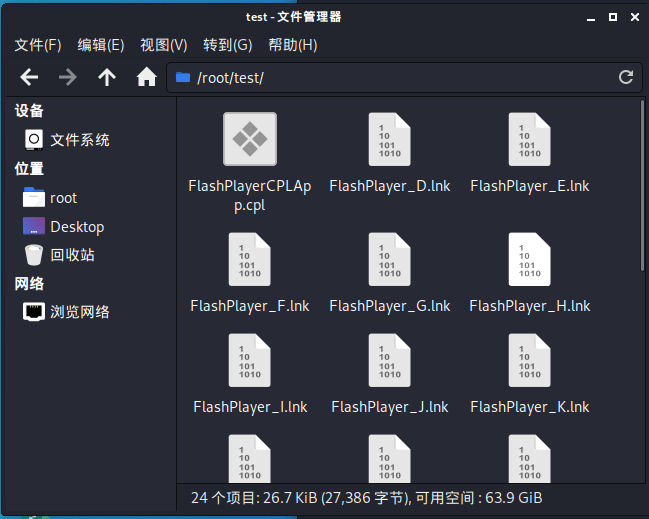 test - 文件管理器
文件(F) 编辑(E) 视图(V) 转到(G) 帮助(H)
/root/test/
设备
文件系统
位置
root
Desktop
回收站
网络
浏览网络
1
10
101
1010
1
10
101
1010
FlashPlayerCPLAp
p.cpl
FlashPlayer_D.lnk
FlashPlayer_E.lnk
1
10
101
1010
1
10
101
1010
1
10
101
1010
FlashPlayer_F.lnk
FlashPlayer_G.lnk
FlashPlayer_H.lnk
1
10
101
1010
1
10
101
1010
1
10
101
1010
FlashPlayer_I.lnk
FlashPlayer_J.lnk
FlashPlayer_K.lnk
1
10
101
1010
1
10
101
1010
1
10
101
1010
24 个项目: 26.7 KiB (27,386 字节), 可用空间 : 63.9 GiB